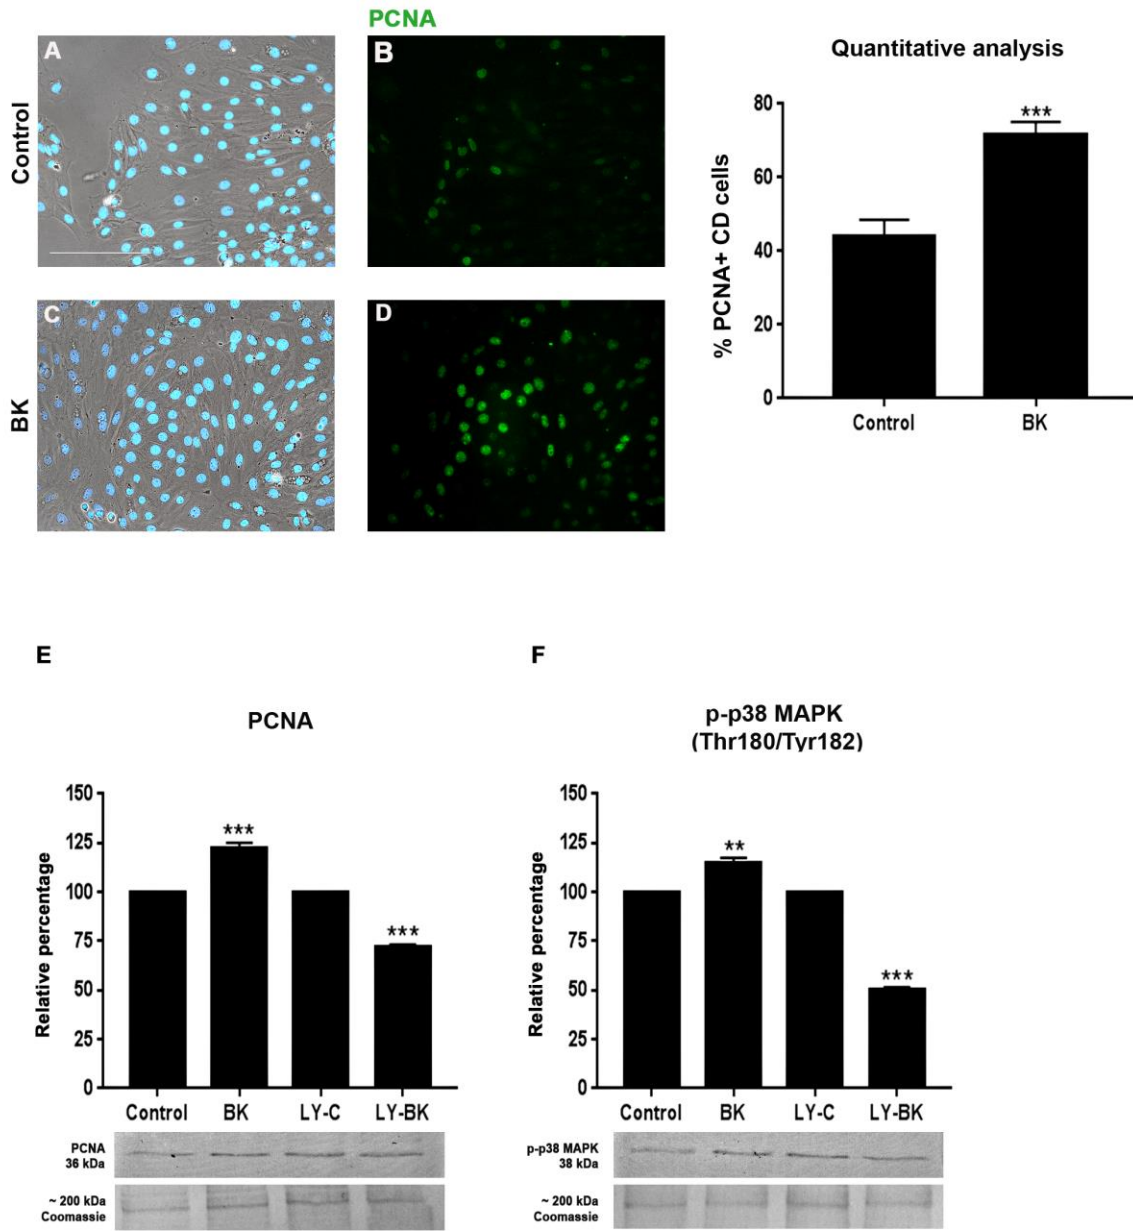 PCNA
Control
A
B
BK
C
D
Quantitative analysis
% PCNA+ CD cells
80
60
40
20
0
Control
BK
***
E
PCNA
Relative percentage
150
125
100
75
50
25
0
***
***
Control
BK
LY-C
LY-BK
PCNA
36 kDa
~ 200 kDa
Coomassie
F
p-p38 MAPK
(Thr180/Tyr182)
Relative percentage
150
125
100
75
50
25
0
**
***
Control
BK
LY-C
LY-BK
p-p38 MAPK
38 kDa
~ 200 kDa
Coomassie